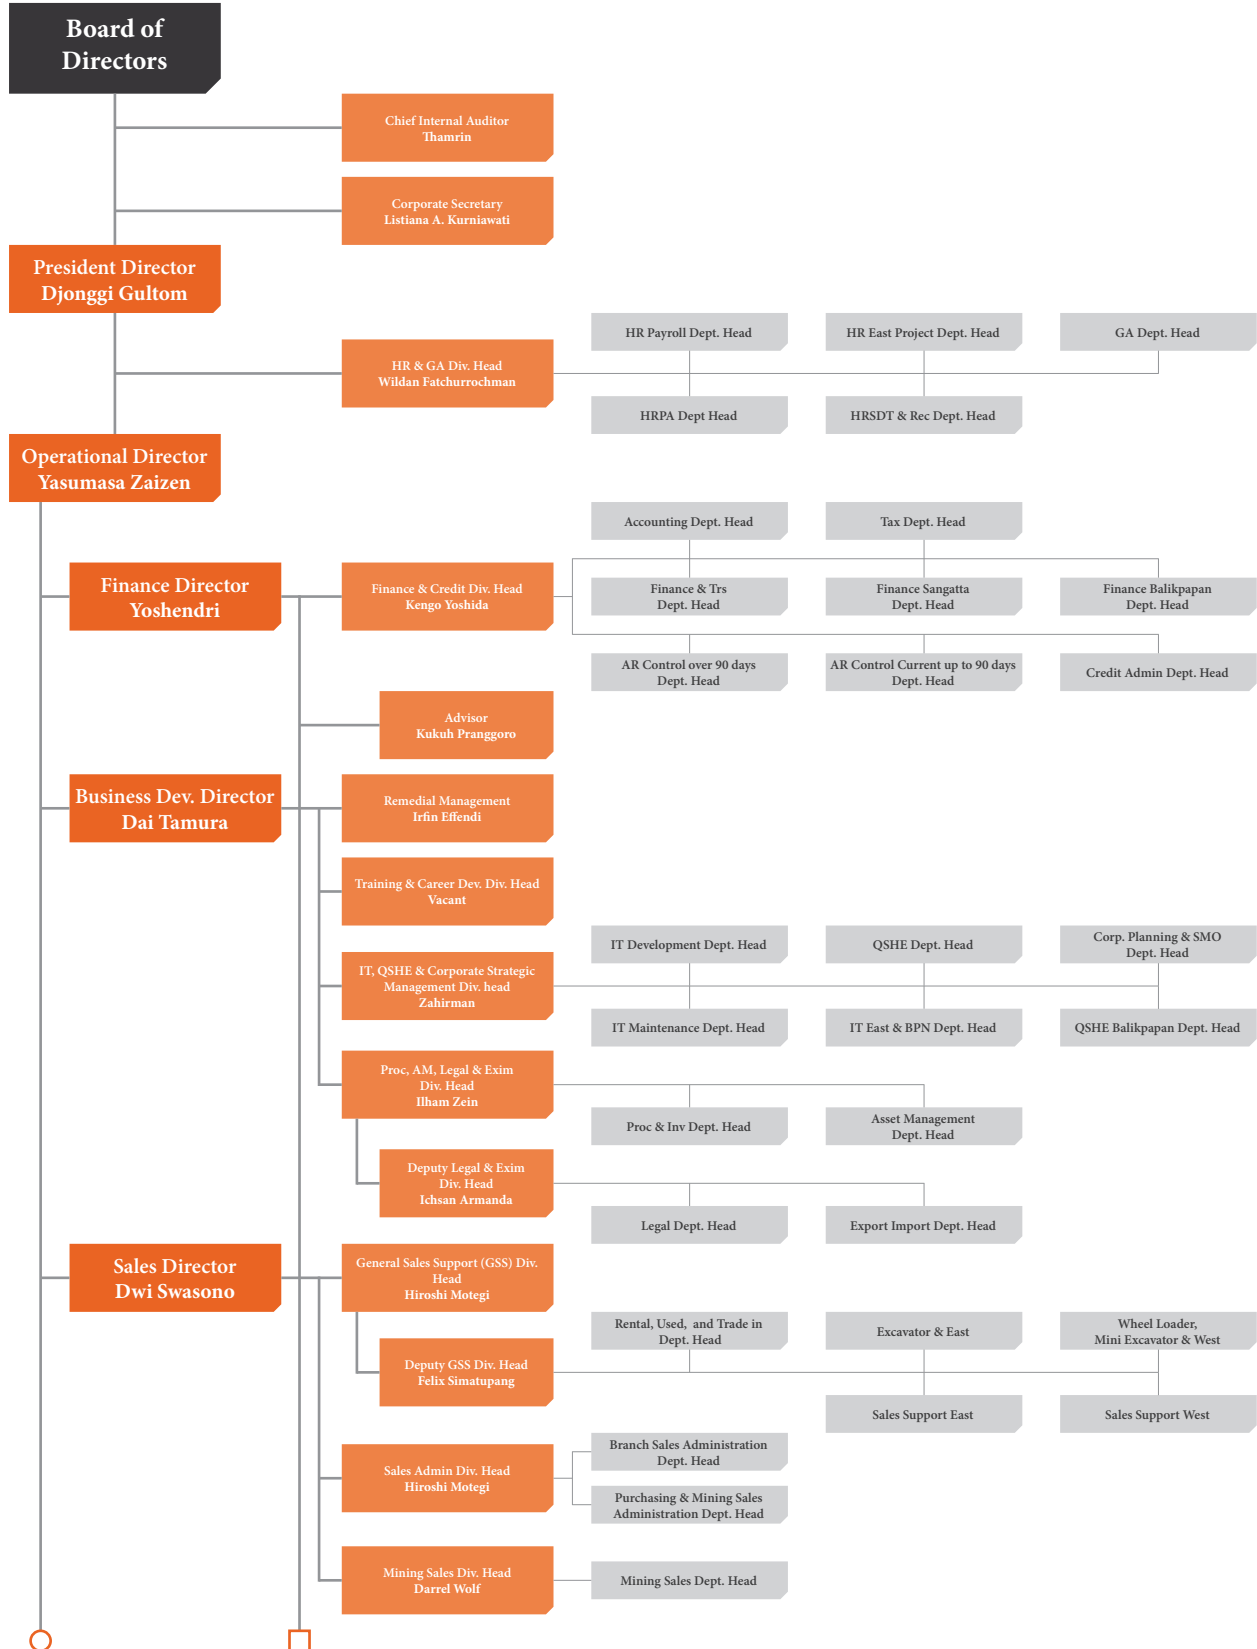 Board of
Directors
Chief Internal Auditor
Thamrin
Corporate Secretary
Listiana A. Kurniawati
President Director
Djonggi Gultom
HR & GA Div. Head
Wildan Fatchurrochman
HR Payroll Dept. Head
HR East Project Dept. Head
GA Dept. Head
HRPA Dept Head
HRSDT & Rec Dept. Head
Operational Director
Yasumasa Zaizen
Finance Director
Yoshendri
Finance & Credit Div. Head
Kengo Yoshida
Accounting Dept. Head
Tax Dept. Head
Finance & Trs
Dept. Head
Finance Sangatta
Dept. Head
Finance Balikpapan
Dept. Head
AR Control over 90 days
Dept. Head
AR Control Current up to 90 days
Dept. Head
Credit Admin Dept. Head
Advisor
Kukuh Pranggoro
Business Dev. Director
Dai Tamura
Remedial Management
Irfin Effendi
Training & Career Dev. Div. Head
Vacant
IT, QSHE & Corporate Strategic
Management Div. head
Zahirman
IT Development Dept. Head
QSHE Dept. Head
Corp. Planning & SMO
Dept. Head
IT Maintenance Dept. Head
IT East & BPN Dept. Head
QSHE Balikpapan Dept. Head
Proc, AM, Legal & Exim
Div. Head
Ilham Zein
Proc & Inv Dept. Head
Asset Management
Dept. Head
Deputy Legal & Exim
Div. Head
Ichsan Armanda
Legal Dept. Head
Export Import Dept. Head
Sales Director
Dwi Swasono
General Sales Support (GSS) Div.
Head
Hiroshi Motegi
Deputy GSS Div. Head
Felix Simatupang
Rental, Used, and Trade in
Dept. Head
Excavator & East
Wheel Loader,
Mini Excavator & West
Sales Support East
Sales Support West
Sales Admin Div. Head
Hiroshi Motegi
Branch Sales Administration
Dept. Head
Purchasing & Mining Sales
Administration Dept. Head
Mining Sales Div. Head
Darrel Wolf
Mining Sales Dept. Head